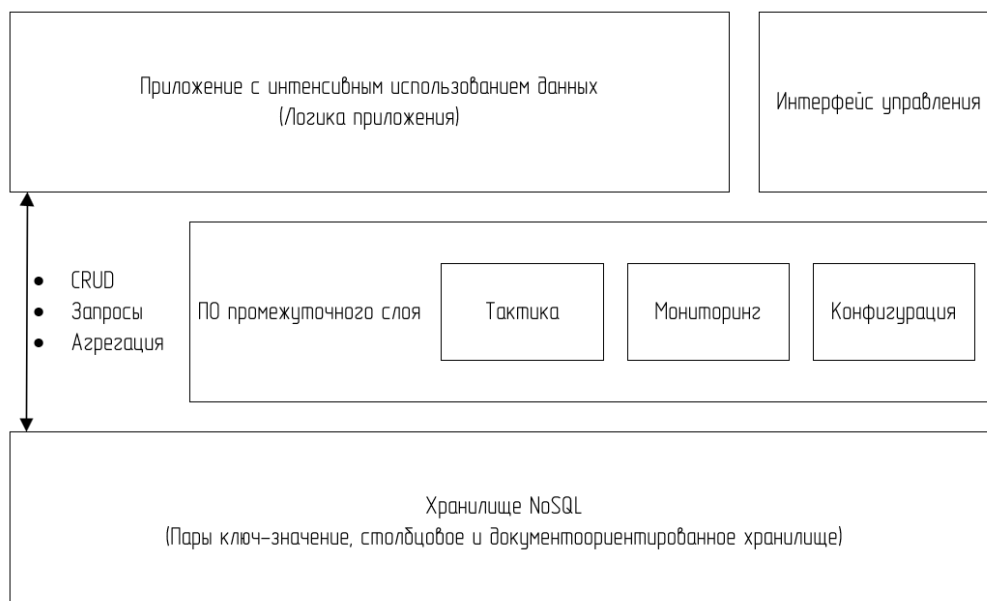 Приложение с интенсивным использованием данных
(Логика приложения)
Интерфейс управления
CRUD
Запросы
Агрегация
ПО промежуточного слоя
Тактика
Мониторинг
Конфигурация
Хранилище NoSQL
(Пары ключ-значение, столбцовое и документоориентированное хранилище)